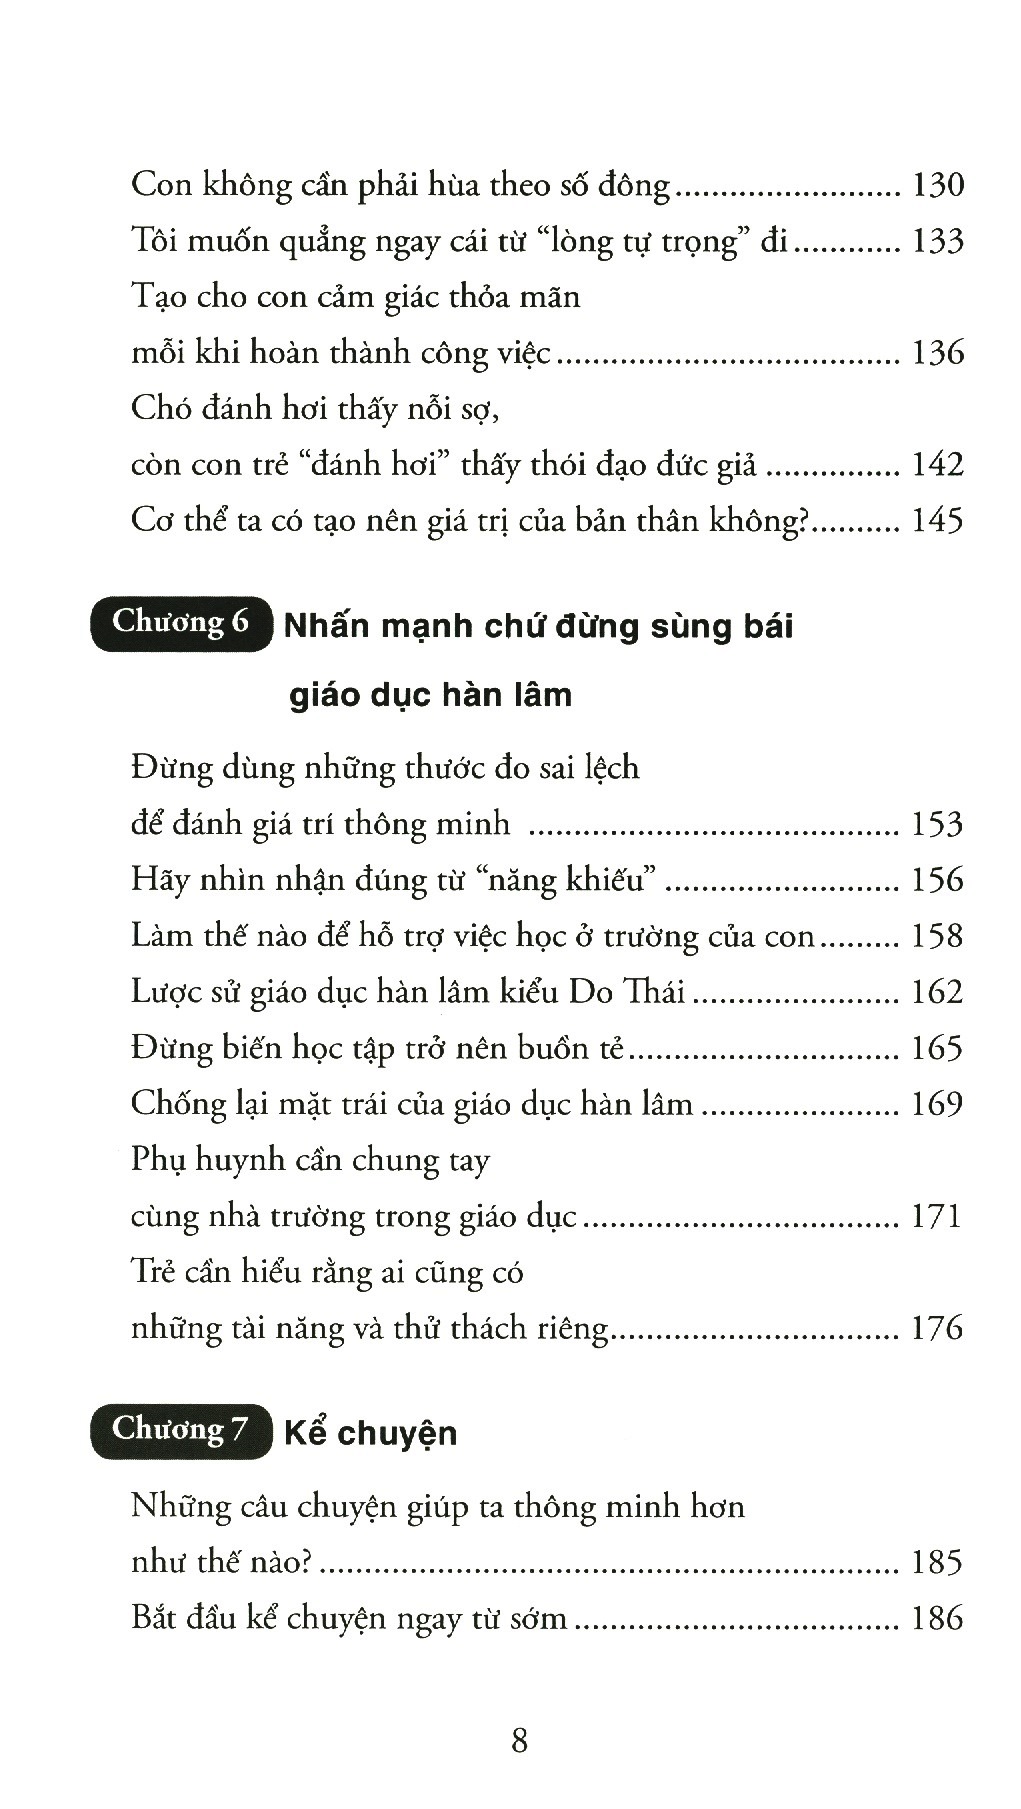 Con không cần phải hùa theo số đông......................... 130
Tôi muốn quẳng ngay cái từ “lòng tự trọng” đi............ 133
Tạo cho con cảm giác thỏa mãn
mỗi khi hoàn thành công việc...................................... 136
Chó đánh hơi thấy nỗi sợ,
còn con trẻ “đánh hơi” thấy thói đạo đức giả ............... 142
Cơ thể ta có tạo nên giá trị của bản thân không?.......... 145
Chương 6 Nhấn mạnh chứ đừng sùng bái
giáo dục hàn lâm
Đừng dùng những thước đo sai lệch
để đánh giá trí thông minh ......................................... 153
Hãy nhìn nhận đúng từ “năng khiếu” .......................... 156
Làm thế nào để hỗ trợ việc học ở trường của con......... 158
Lược sử giáo dục hàn lâm kiểu Do Thái....................... 162
Đừng biến học tập trở nên buồn tẻ.............................. 165
Chống lại mặt trái của giáo dục hàn lâm ...................... 169
Phụ huynh cần chung tay
cùng nhà trường trong giáo dục................................... 171
Trẻ cần hiểu rằng ai cũng có
những tài năng và thử thách riêng................................ 176
Chương 7 Kể chuyện
Những câu chuyện giúp ta thông minh hơn
như thế nào? ................................................................ 185
Bắt đầu kể chuyện ngay từ sớm.................................... 186
8